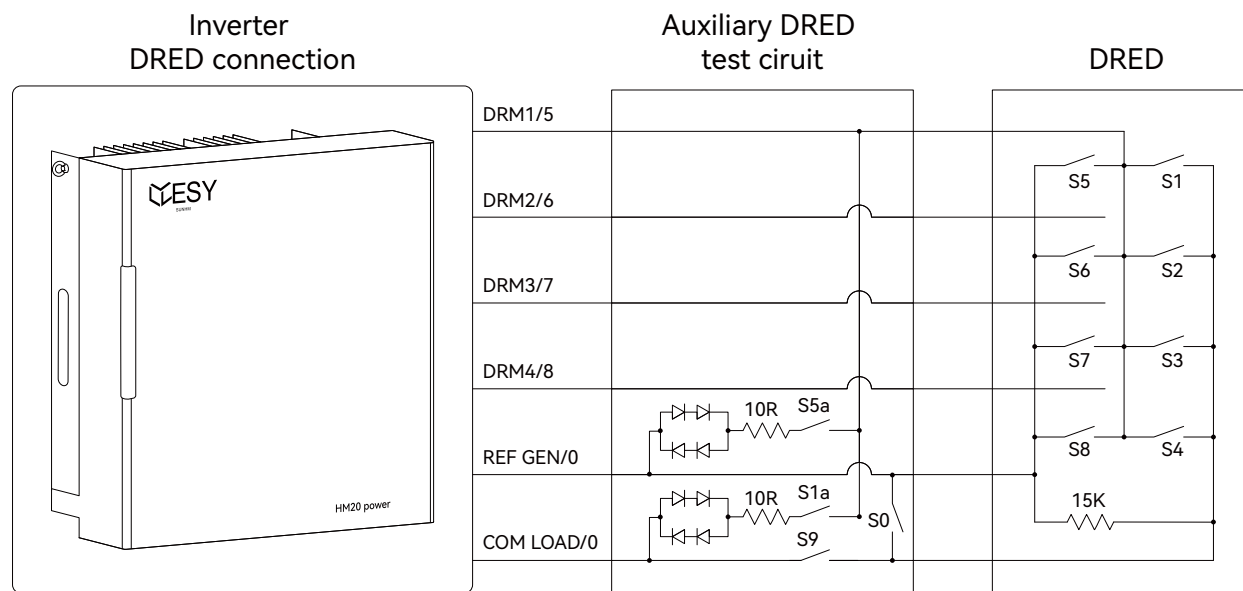 Inverter
DRED connection
Auxiliary DRED
test ciruit
DRED
DRM1/5
DRM2/6
DRM3/7
DRM4/8
REF GEN/0
COM LOAD/0
ESY
SUNHM
HM20 power
10R
S5a
10R
S1a
S9
S0
S5
S1
S6
S2
S7
S3
S8
S4
15K